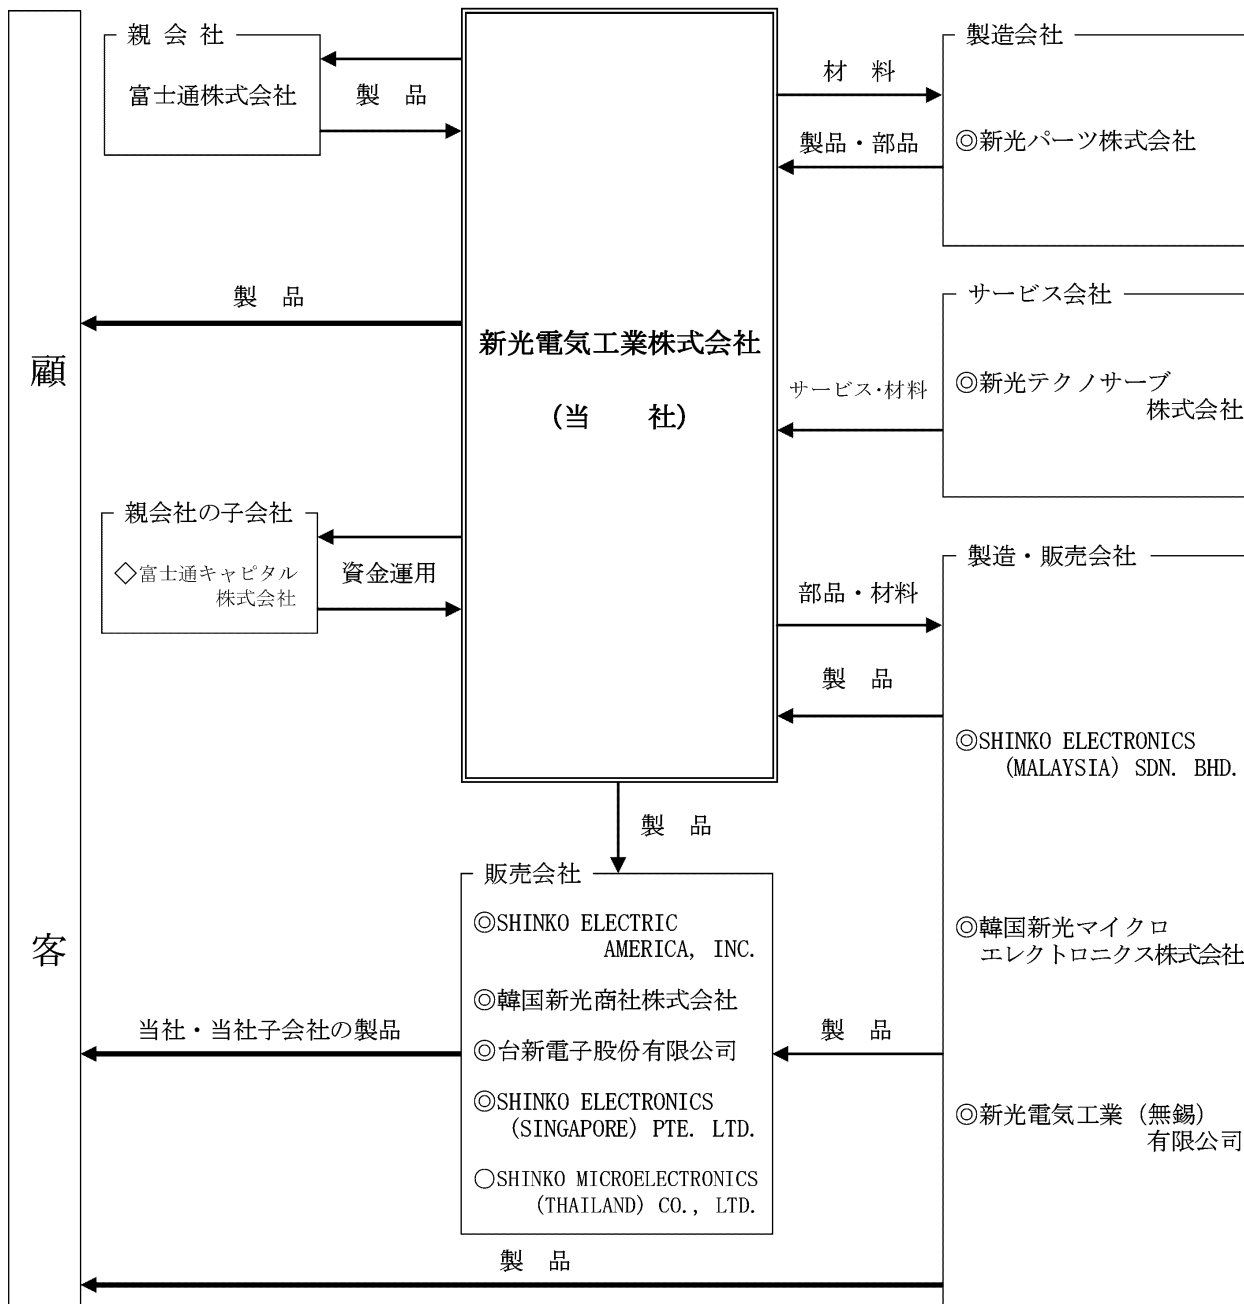 親 会 社
富士通株式会社
製 品
材 料
製造会社
製品・部品
◎新光パーツ株式会社
製 品
サービス会社
新光電気工業株式会社
(当 社)
サービス・材料
◎新光テクノサーブ
株式会社
顧
客
親会社の子会社
◇富士通キャピタル
株式会社
資金運用
製造・販売会社
部品・材料
製 品
◎SHINKO ELECTRONICS
(MALAYSIA) SDN. BHD.
◎韓国新光マイクロ
エレクトロニクス株式会社
◎新光電気工業(無錫)
有限公司
製 品
販売会社
◎SHINKO ELECTRIC
AMERICA, INC.
◎韓国新光商社株式会社
◎台新電子股份有限公司
◎SHINKO ELECTRONICS
(SINGAPORE) PTE. LTD.
○SHINKO MICROELECTRONICS
(THAILAND) CO., LTD.
当社・当社子会社の製品
製 品
製 品